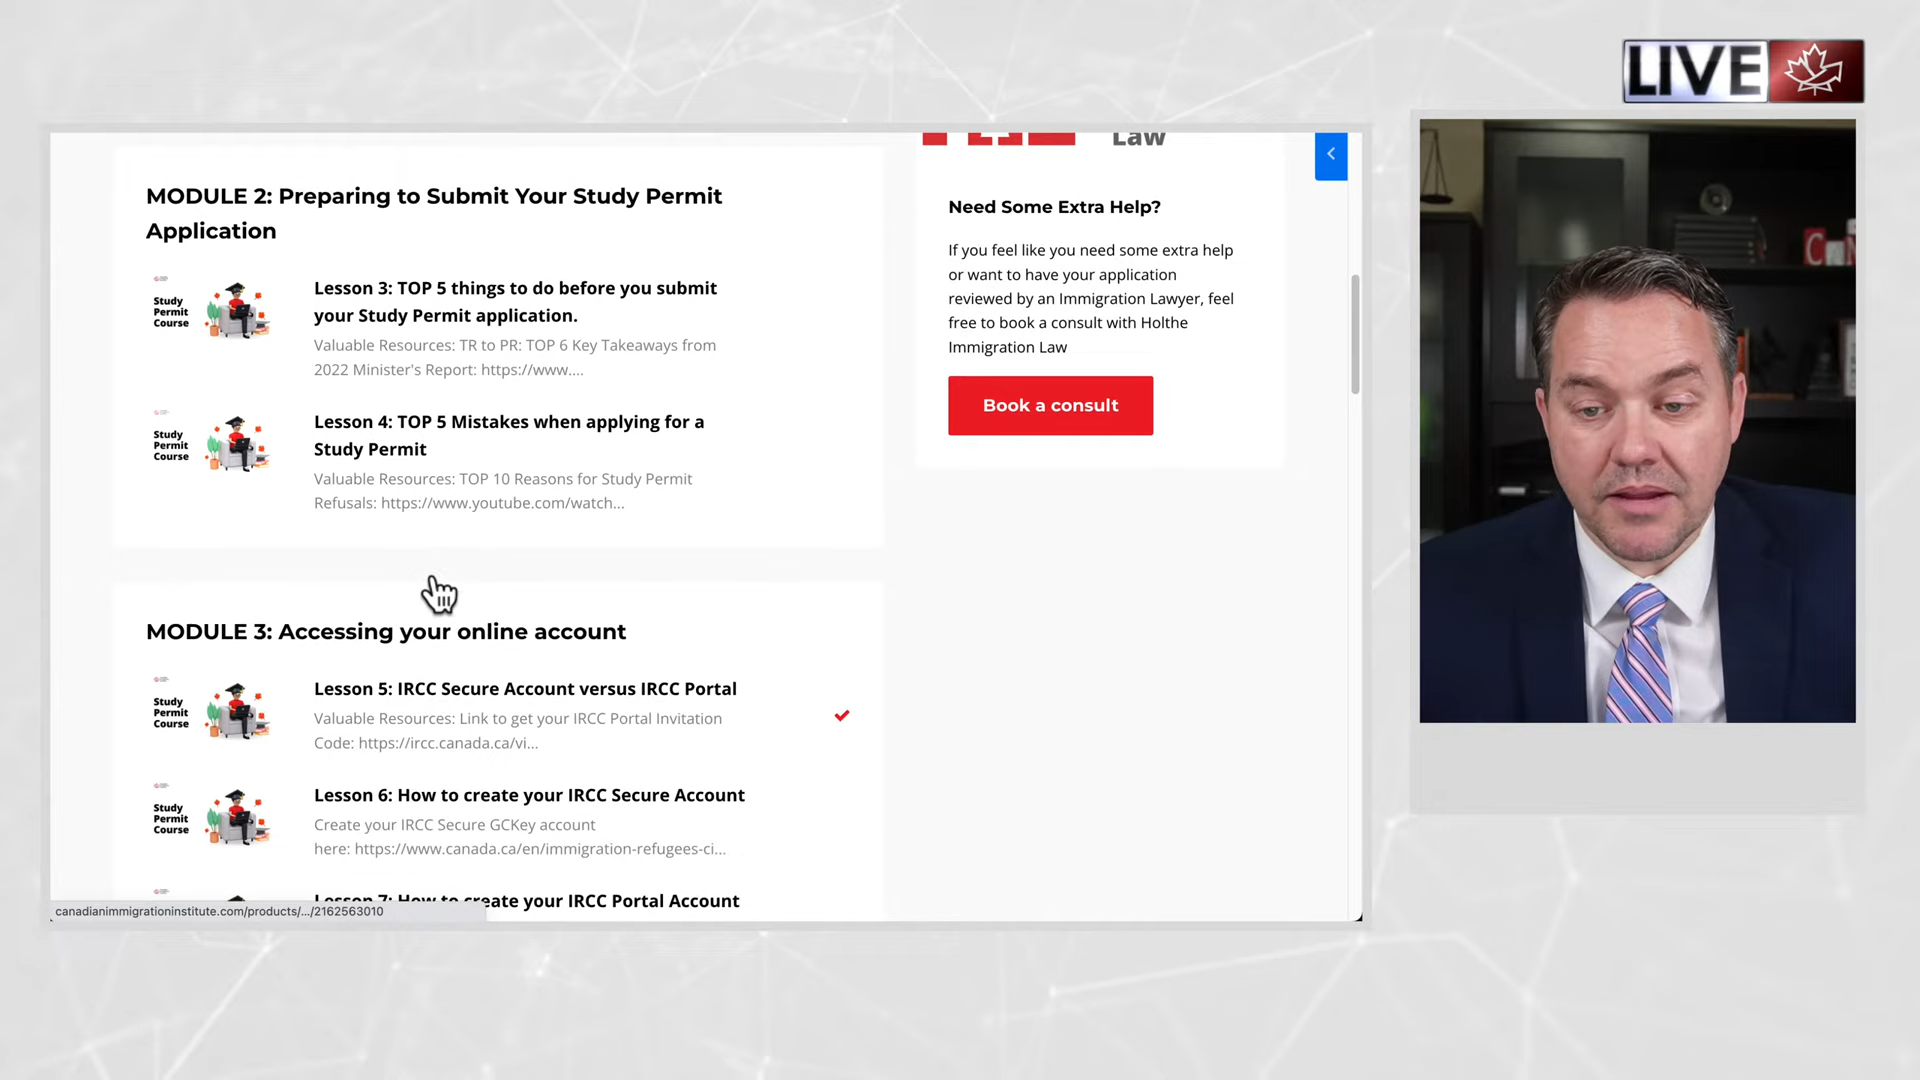 LIVE
Law
MODULE 2: Preparing to Submit Your Study Permit
Application
Study
Permit
Course
Lesson 3: TOP 5 things to do before you submit
your Study Permit application.
Valuable Resources: TR to PR: TOP 6 Key Takeaways from
2022 Minister's Report: https://www....
Study
Permit
Course
Lesson 4: TOP 5 Mistakes when applying for a
Study Permit
Valuable Resources: TOP 10 Reasons for Study Permit
Refusals: https://www.youtube.com/watch...
MODULE 3: Accessing your online account
Study
Permit
Course
Lesson 5: IRCC Secure Account versus IRCC Portal
Valuable Resources: Link to get your IRCC Portal Invitation
Code: https://ircc.canada.ca/vi...
Study
Permit
Course
Lesson 6: How to create your IRCC Secure Account
Create your IRCC Secure GCKey account
here: https://www.canada.ca/en/immigration-refugees-ci...
Lesson 7: How to create your IRCC Portal Account
canadianimmigrationinstitute.com/products/.../2162563010
Need Some Extra Help?
If you feel like you need some extra help
or want to have your application
reviewed by an Immigration Lawyer, feel
free to book a consult with Holthe
Immigration Law
Book a consult